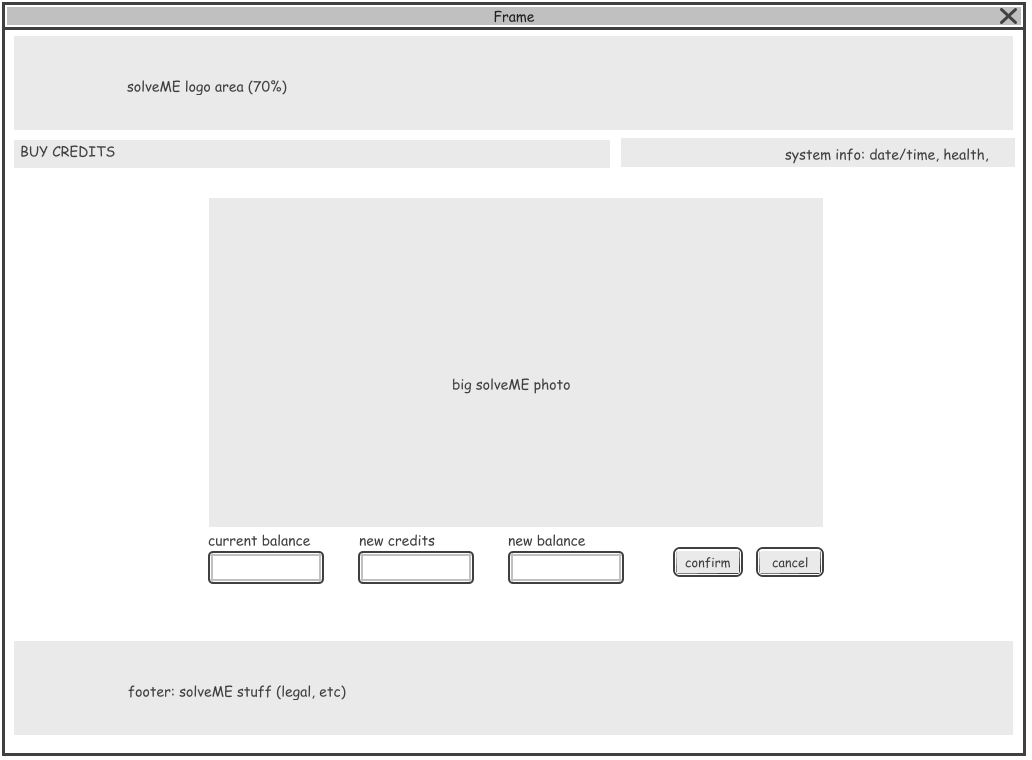 Frame
solveME logo area (70%)
BUY CREDITS
system info: date/time, health,
big solveME photo
current balance
new credits
new balance
confirm
cancel
footer: solveME stuff (legal, etc)